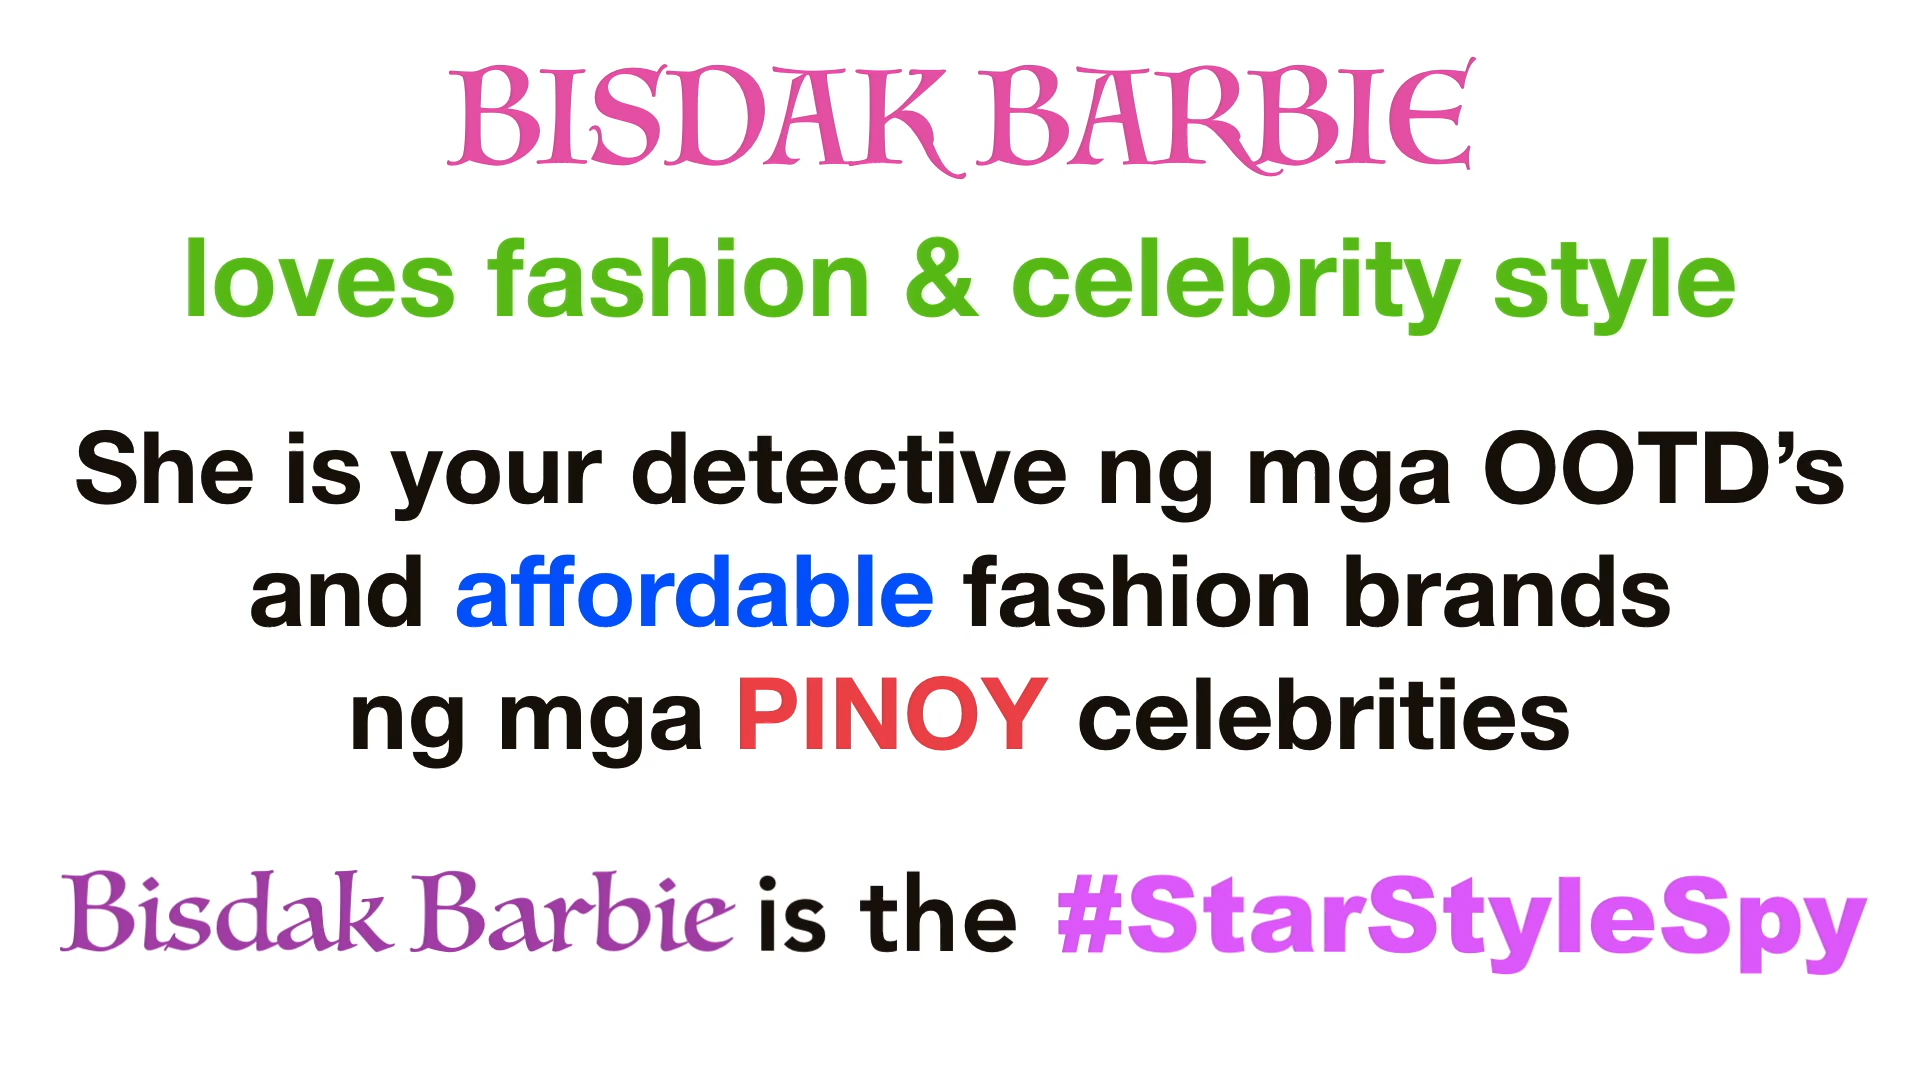 BISDAK BARBIE
loves fashion & celebrity style
She is your detective ng mga OOTD’s
and affordable fashion brands
ng mga PINOY celebrities
Bisdak Barbie is the #StarStyleSpy